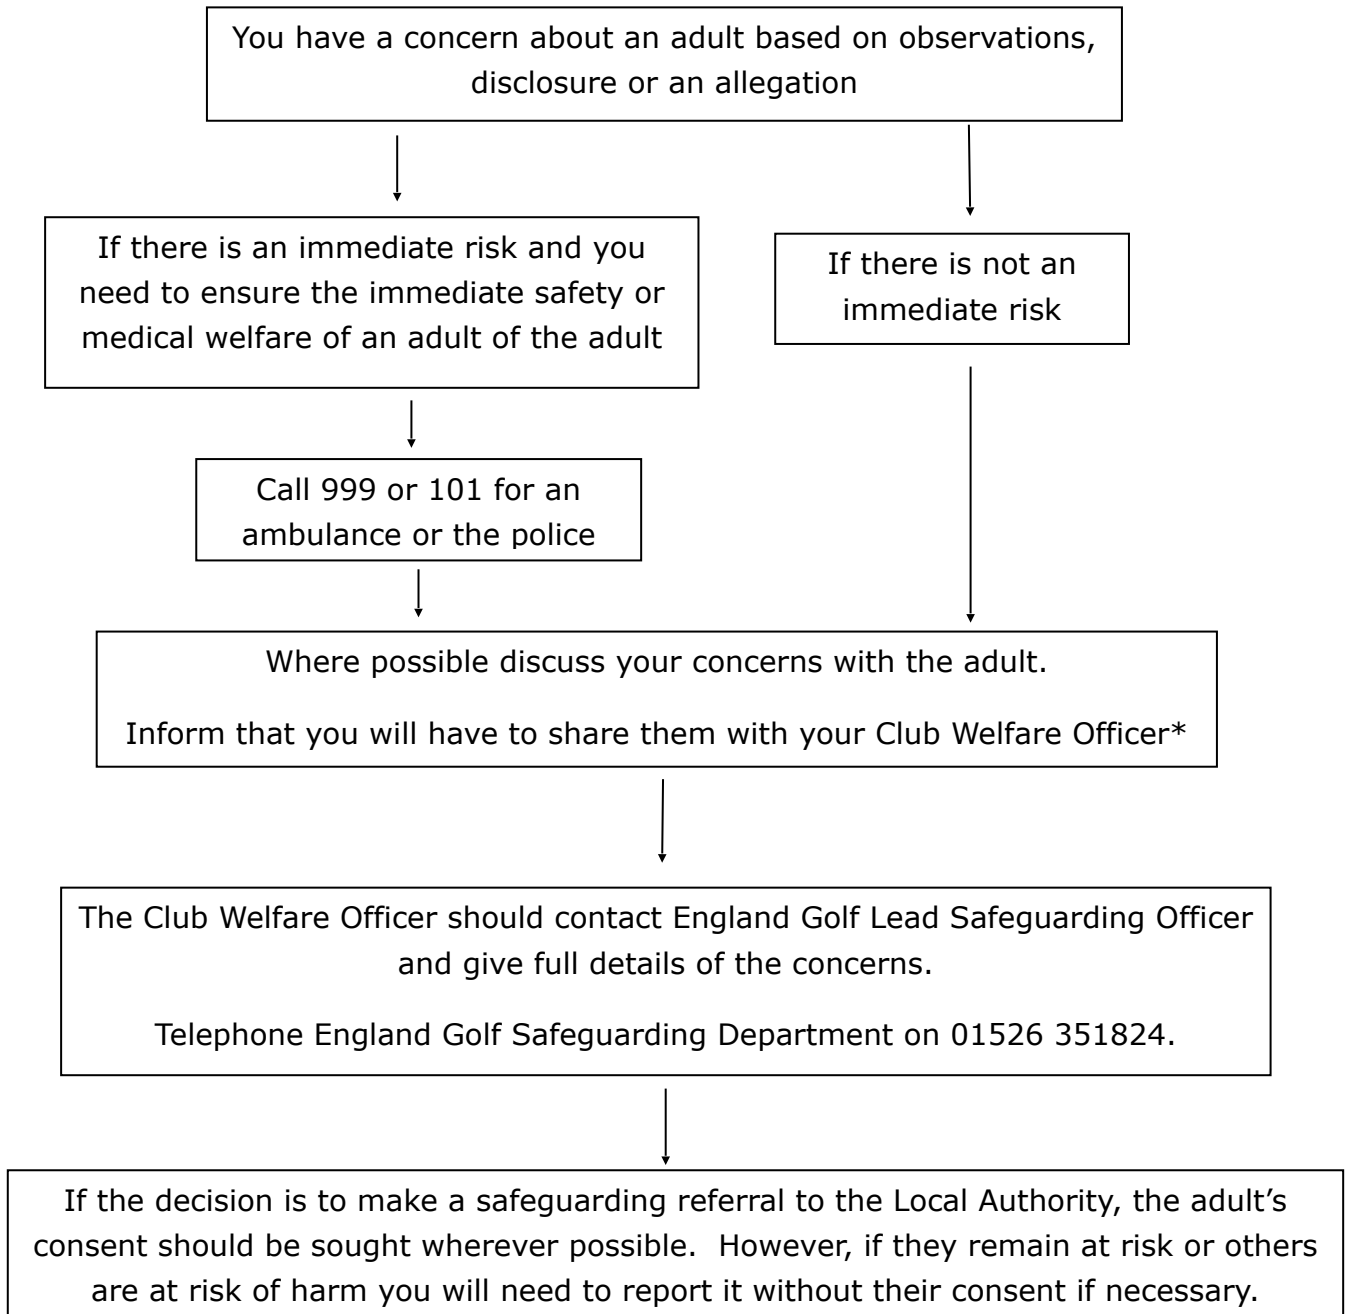 You have a concern about an adult based on observations,
disclosure or an allegation
If there is an immediate risk and you
need to ensure the immediate safety or
medical welfare of an adult of the adult
If there is not an
immediate risk
Call 999 or 101 for an
ambulance or the police
Where possible discuss your concerns with the adult.
Inform that you will have to share them with your Club Welfare Officer*
The Club Welfare Officer should contact England Golf Lead Safeguarding Officer
and give full details of the concerns.
Telephone England Golf Safeguarding Department on 01526 351824.
If the decision is to make a safeguarding referral to the Local Authority, the adult’s
consent should be sought wherever possible.  However, if they remain at risk or others
are at risk of harm you will need to report it without their consent if necessary.